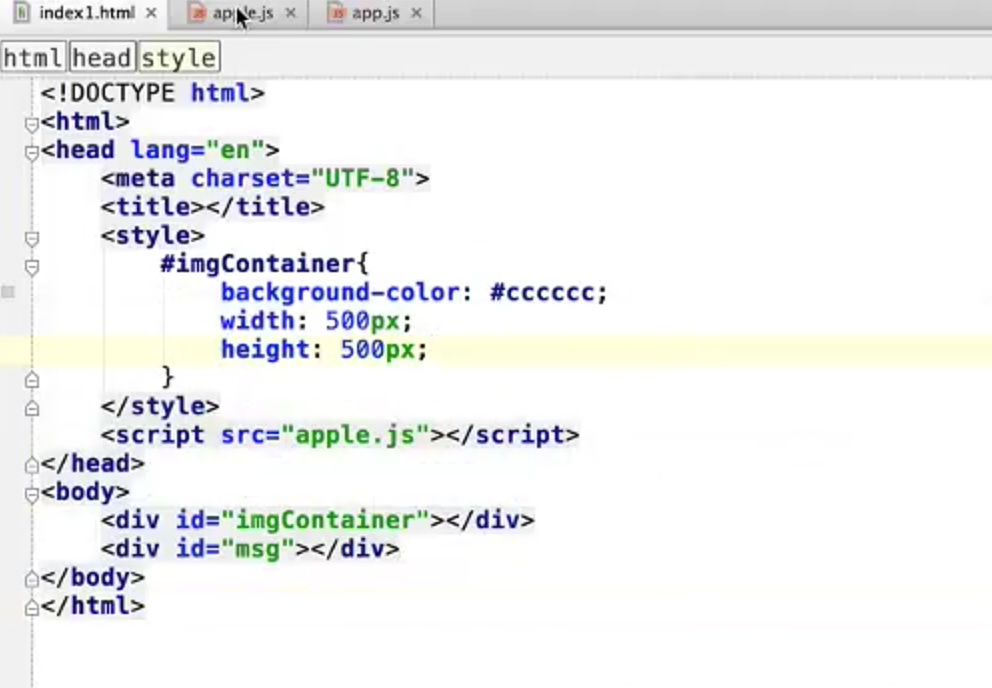 index1.html apple.js app.js
html head style
<!DOCTYPE html>
<html>
<head lang="en">
<meta charset="UTF-8">
<title></title>
<style>
#imgContainer{
background-color: #cccccc;
width: 500px;
height: 500px;
}
</style>
<script src="apple.js"></script>
</head>
<body>
<div id="imgContainer"></div>
<div id="msg"></div>
</body>
</html>